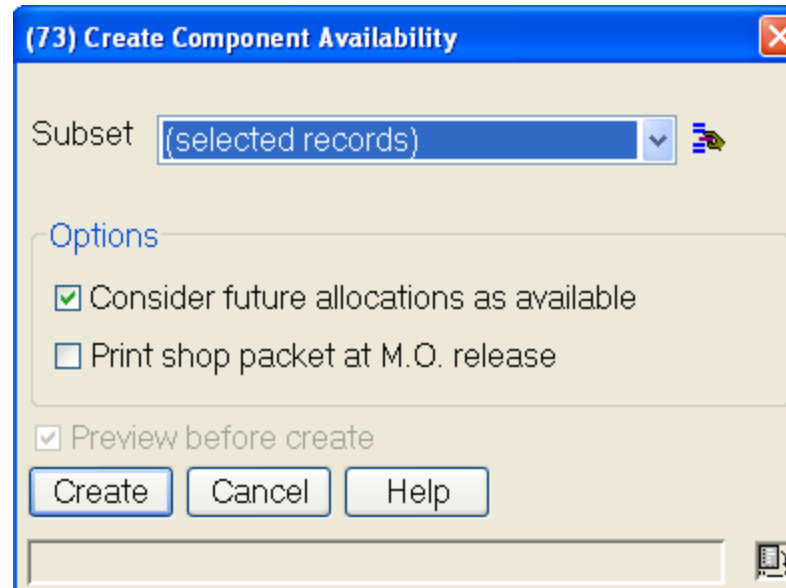 (73) Create Component Availability
Subset (selected records)
Options
Consider future allocations as available
Print shop packet at M.O. release
Preview before create
Create Cancel Help